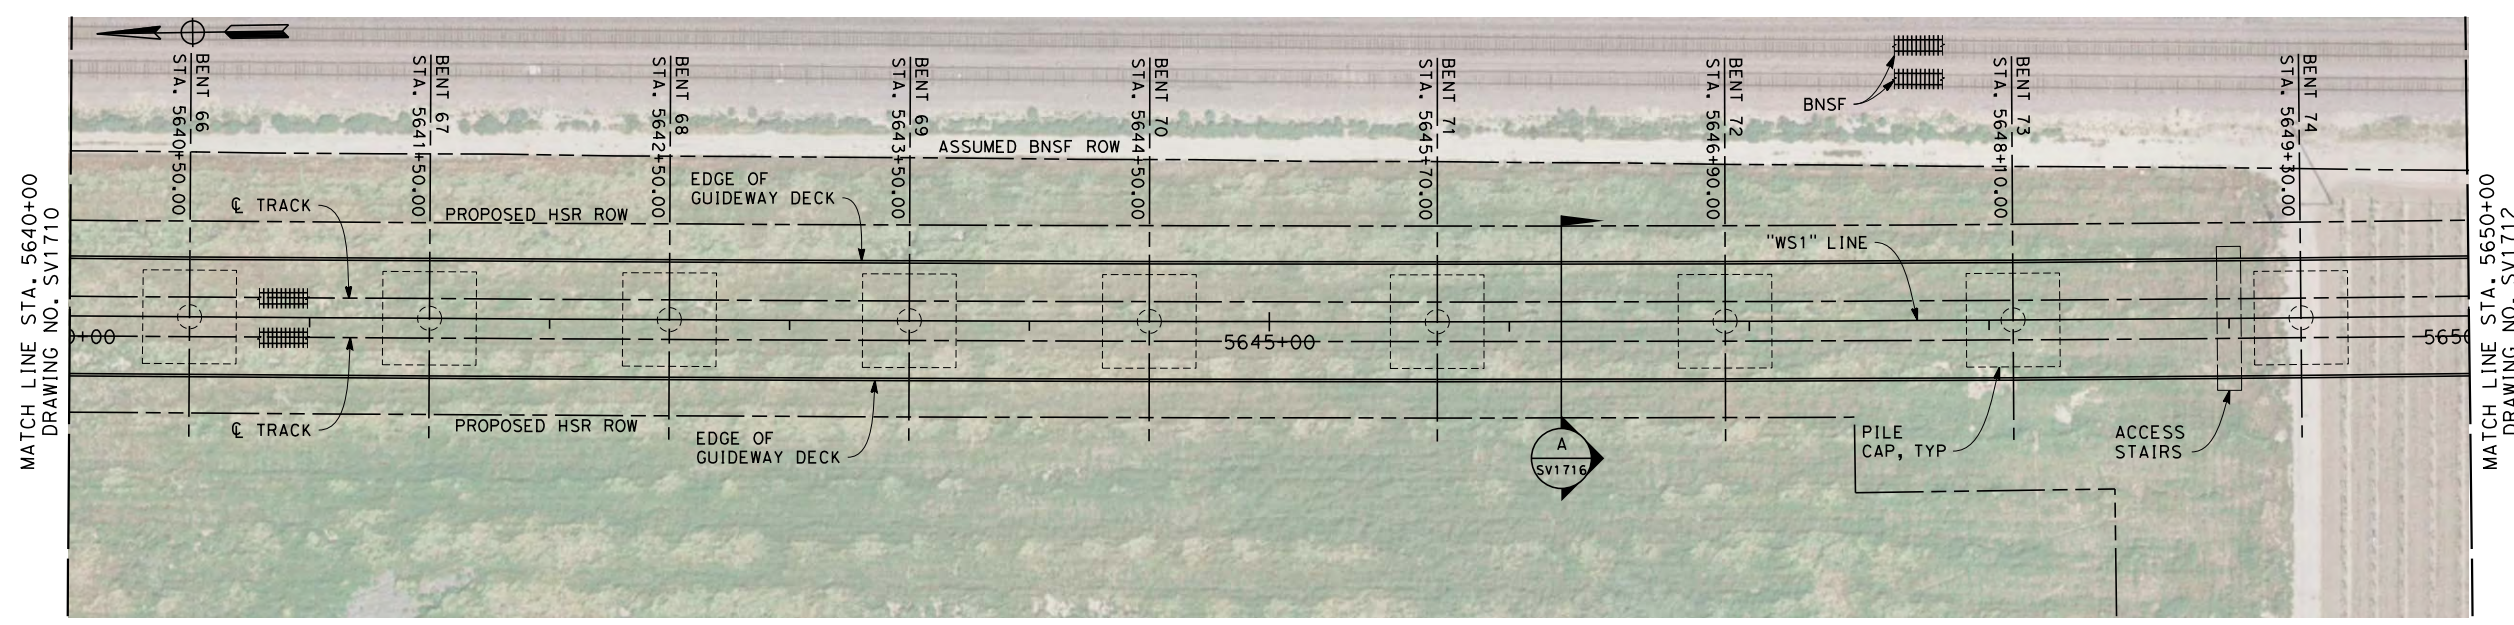 MATCH LINE STA. 5640+00
DRAWING NO. SV1710
BENT 66
STA. 5640+50.00
BENT 67
STA. 5641+50.00
BENT 68
STA. 5642+50.00
BENT 69
STA. 5643+50.00
BENT 70
STA. 5644+50.00
BENT 71
STA. 5645+70.00
BENT 72
STA. 5646+90.00
BENT 73
STA. 5648+10.00
BENT 74
STA. 5649+30.00
BNSF
ASSUMED BNSF ROW
EDGE OF
GUIDEWAY DECK
℄ TRACK
PROPOSED HSR ROW
"WS1" LINE
0+00
5645+00
5650
℄ TRACK
PROPOSED HSR ROW
EDGE OF
GUIDEWAY DECK
A
SV1716
PILE
CAP, TYP
ACCESS
STAIRS
MATCH LINE STA. 5650+00
DRAWING NO. SV1712